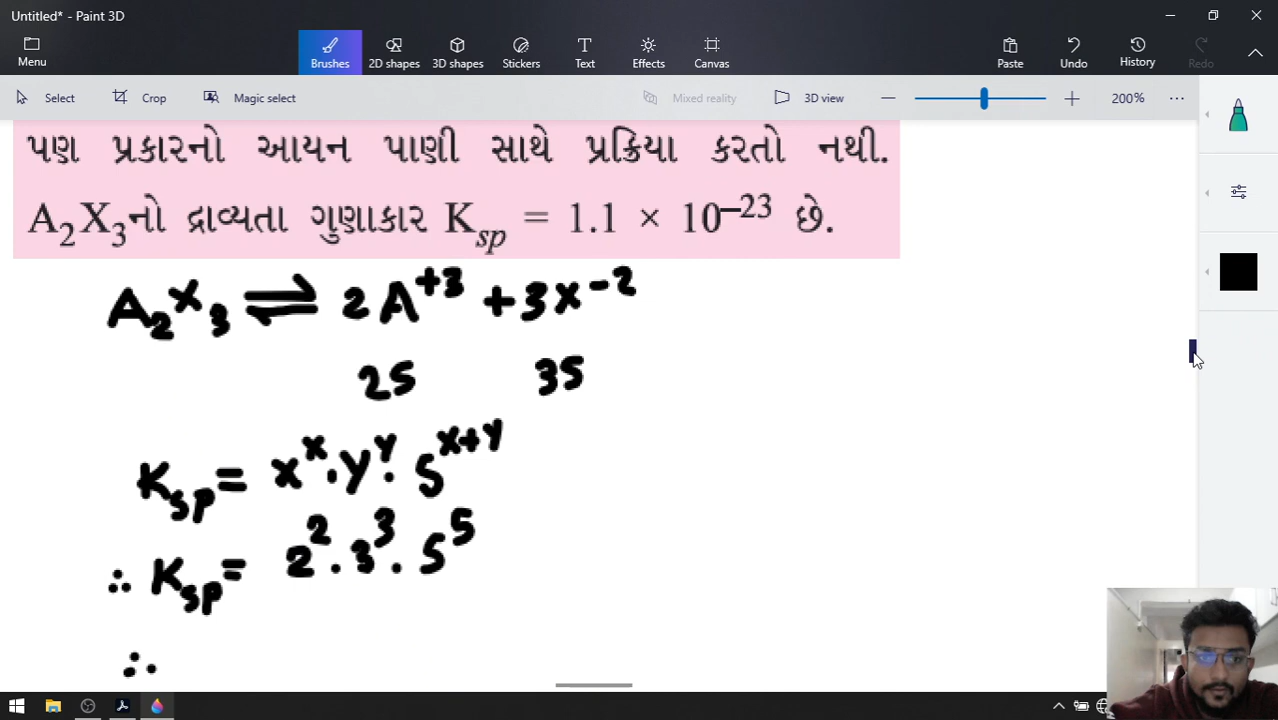 Untitled* - Paint 3D
Menu
Brushes 2D shapes 3D shapes Stickers Text Effects Canvas Paste Undo History Redo
Select Crop Magic select Mixed reality 3D view 200%
પણ પ્રકારનો આયન પાણી સાથે પ્રક્રિયા કરતો નથી.
A₂X₃નો દ્રાવ્યતા ગુણાકાર Ksp = 1.1 × 10⁻²³ છે.
A₂X₃ ⇌ 2A⁺³ + 3X⁻²
2S 3S
Ksp = xˣ · yʸ · Sˣ⁺ʸ
∴ Ksp = 2² · 3³ · S⁵
∴